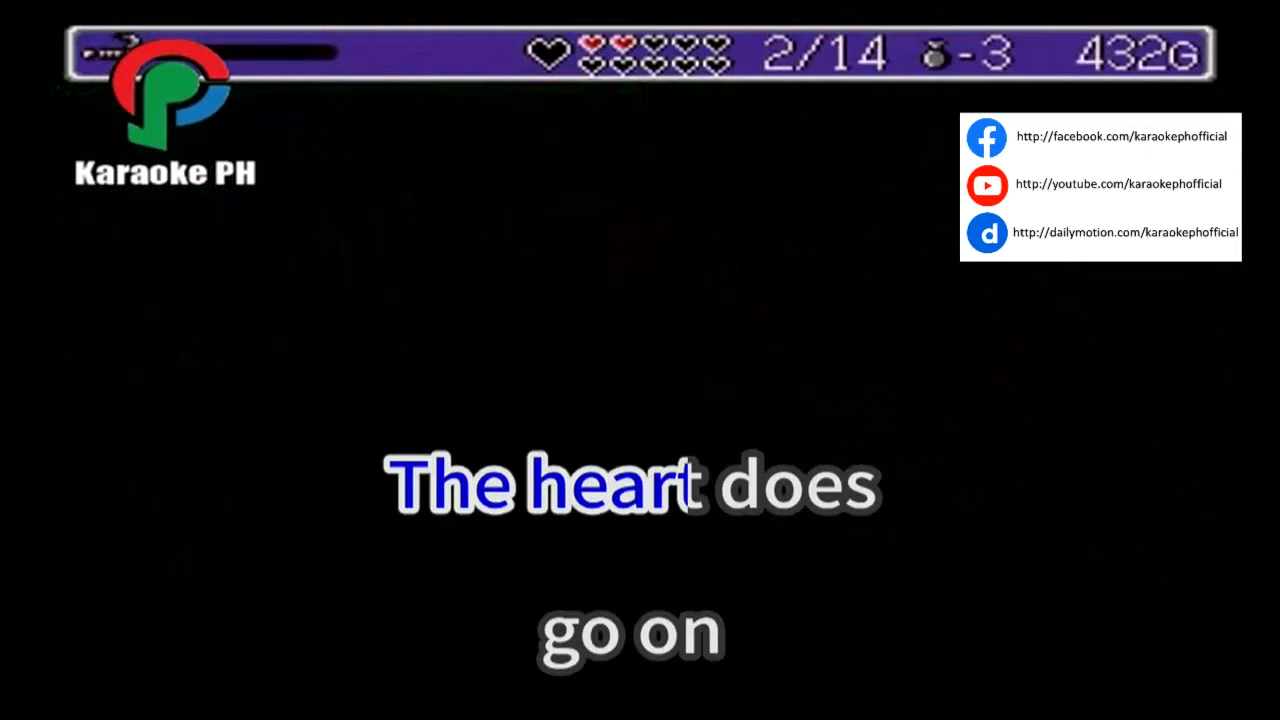 2/14 -3 432G
Karaoke PH
http://facebook.com/karaokephofficial
http://youtube.com/karaokephofficial
d http://dailymotion.com/karaokephofficial
The heart does
go on